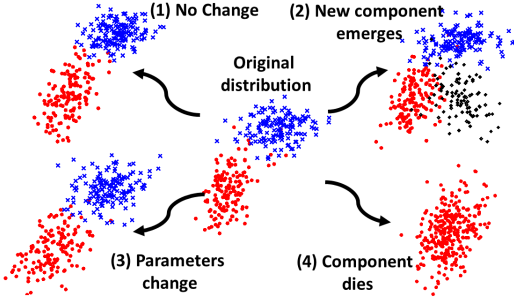 (1) No Change
(2) New component
emerges
Original
distribution
(3) Parameters
change
(4) Component
dies